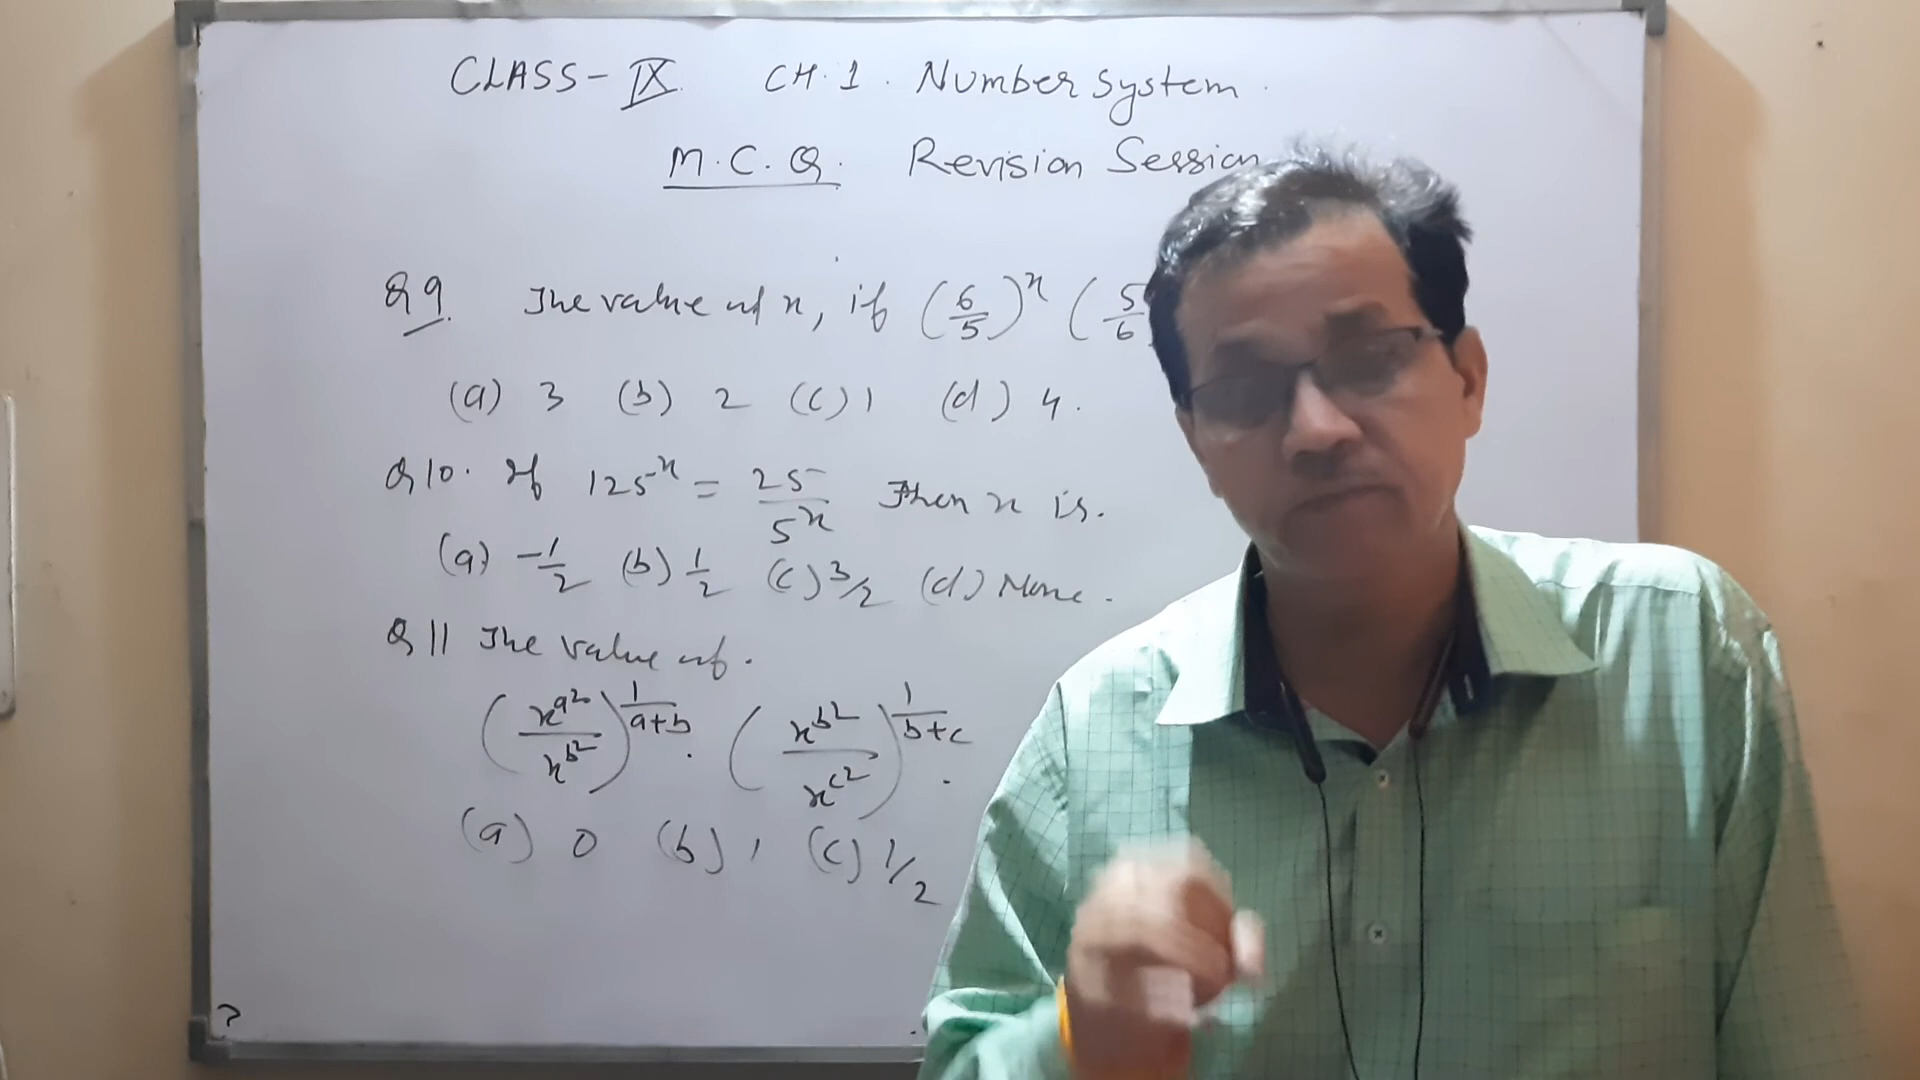 CLASS-IX CH.1. Number System.
M.C.Q. Revision Session
Q9. The value of x, if (6/5)^x (5/6
(a) 3 (b) 2 (c) 1 (d) 4.
Q10. If 125^-x = 25/5^x Then x is.
(a) -1/2 (b) 1/2 (c) 3/2 (d) None.
Q11 The value of.
(x^a²/x^b²)^1/a+b . (x^b²/x^c²)^1/b+c .
(a) 0 (b) 1 (c) 1/2
?